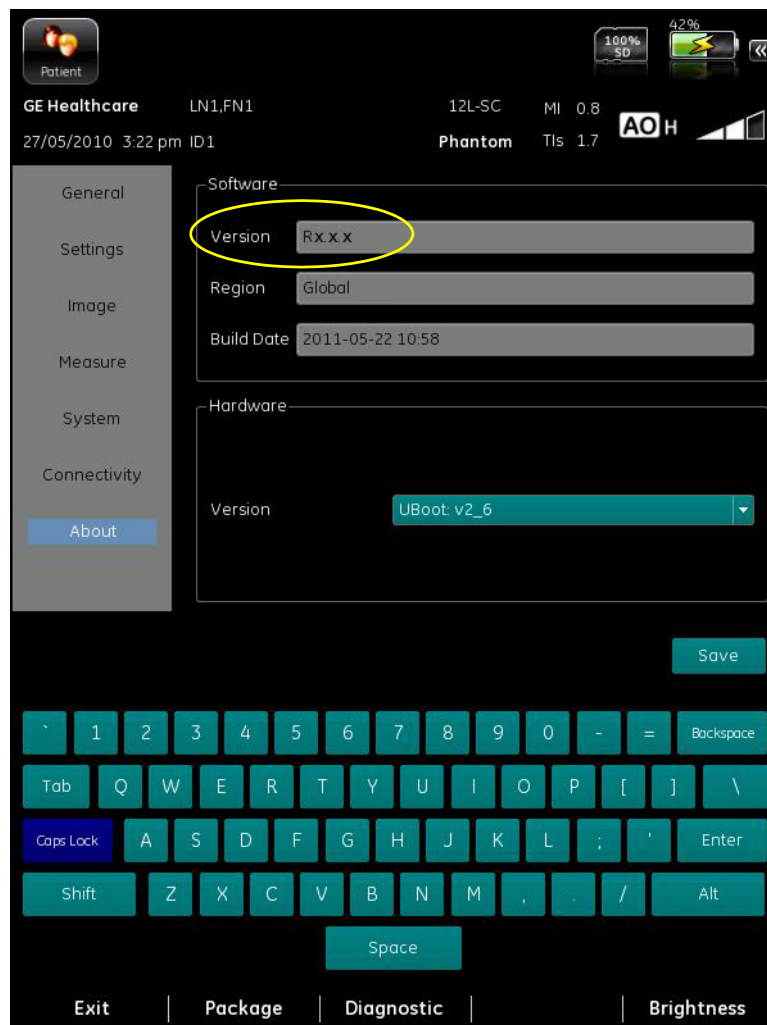 42%
100%
SD
Patient
GE Healthcare LN1,FN1 12L-SC MI 0.8
AO H
27/05/2010 3:22 pm ID1 Phantom TIs 1.7
General
Settings
Image
Measure
System
Connectivity
About
Software
Version Rx.x.x
Region Global
Build Date 2011-05-22 10:58
Hardware
Version UBoot: v2_6
Save
` 1 2 3 4 5 6 7 8 9 0 - = Backspace
Tab Q W E R T Y U I O P [ ] \
Caps Lock A S D F G H J K L ; ' Enter
Shift Z X C V B N M , . / Alt
Space
Exit | Package | Diagnostic | | Brightness